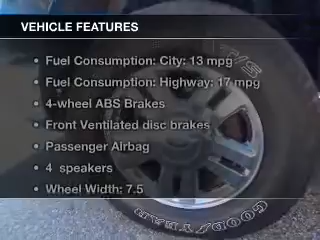 VEHICLE FEATURES
• Fuel Consumption: City: 13 mpg
• Fuel Consumption: Highway: 17 mpg
• 4-wheel ABS Brakes
• Front Ventilated disc brakes
• Passenger Airbag
• 4 speakers
• Wheel Width: 7.5
T/S
GOODYEAR